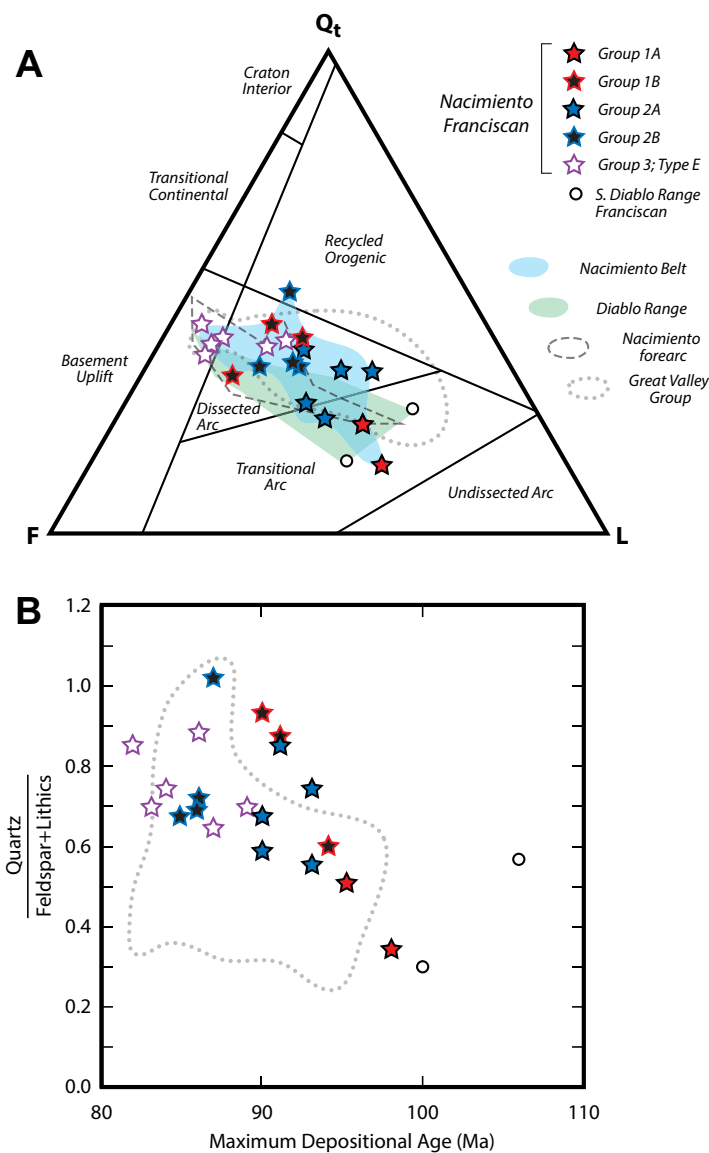 A
Qt
Craton
Interior
Transitional
Continental
Recycled
Orogenic
Basement
Uplift
Dissected
Arc
Transitional
Arc
Undissected Arc
F
L
Nacimiento
Franciscan
Group 1A
Group 1B
Group 2A
Group 2B
Group 3; Type E
S. Diablo Range
Franciscan
Nacimiento Belt
Diablo Range
Nacimiento
forearc
Great Valley
Group
B
1.2
1.0
0.8
0.6
0.4
0.2
0.0
Quartz
Feldspar+Lithics
80
90
100
110
Maximum Depositional Age (Ma)